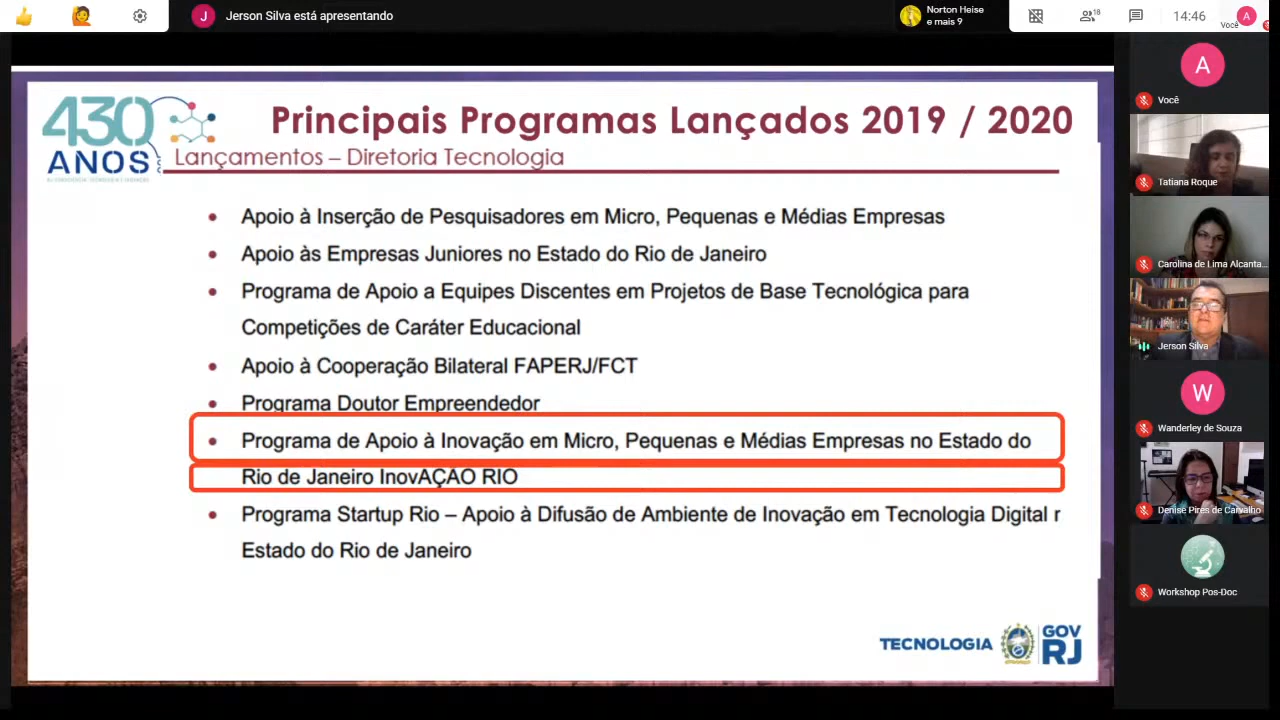 J
Jerson Silva está apresentando
Norton Heise
e mais 9
18
14:46
Você
A
430
ANOS
Principais Programas Lançados 2019 / 2020
Lançamentos – Diretoria Tecnologia
• Apoio à Inserção de Pesquisadores em Micro, Pequenas e Médias Empresas
• Apoio às Empresas Juniores no Estado do Rio de Janeiro
• Programa de Apoio a Equipes Discentes em Projetos de Base Tecnológica para
Competições de Caráter Educacional
• Apoio à Cooperação Bilateral FAPERJ/FCT
• Programa Doutor Empreendedor
• Programa de Apoio à Inovação em Micro, Pequenas e Médias Empresas no Estado do
Rio de Janeiro InovAÇAO RIO
• Programa Startup Rio – Apoio à Difusão de Ambiente de Inovação em Tecnologia Digital r
Estado do Rio de Janeiro
TECNOLOGIA
GOV
RJ
A
Você
Tatiana Roque
Carolina de Lima Alcanta...
Jerson Silva
W
Wanderley de Souza
Denise Pires de Carvalho
Workshop Pos-Doc